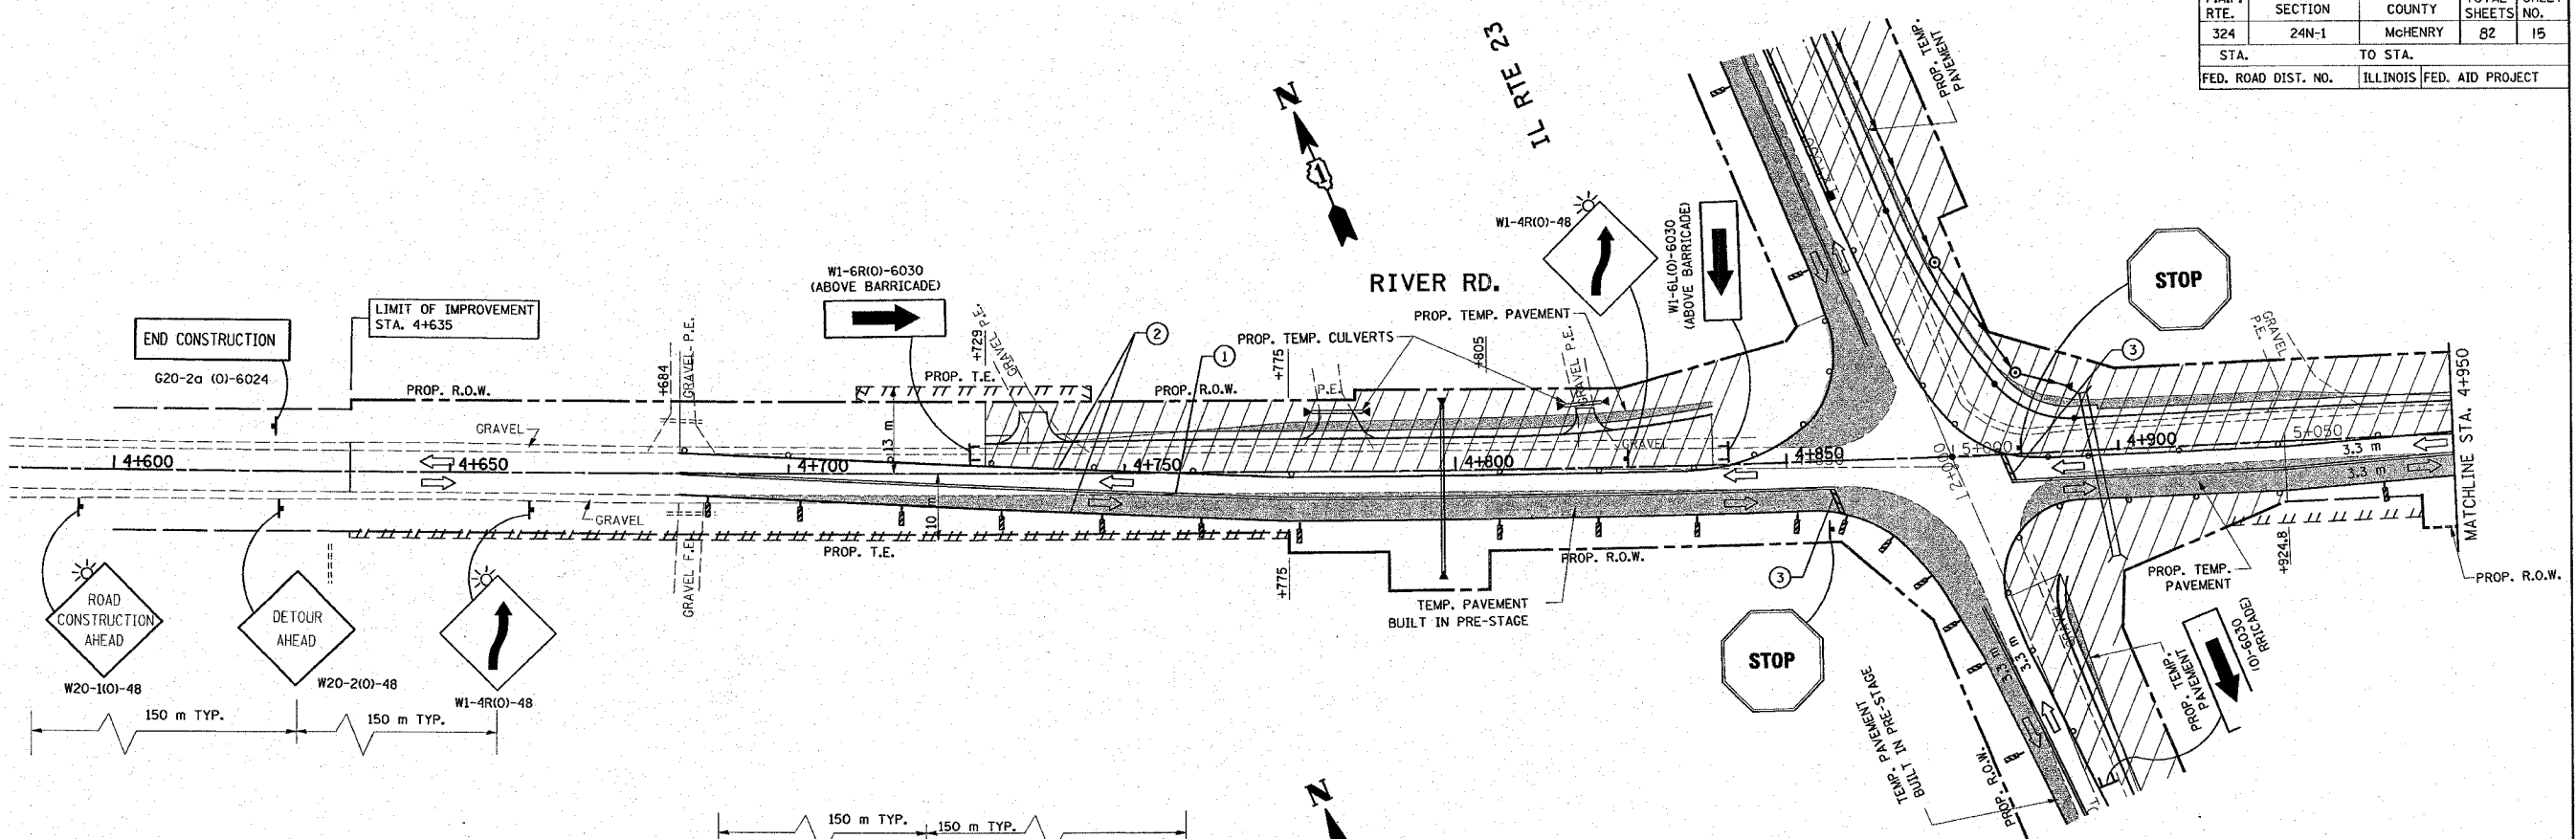 RTE.
SECTION
COUNTY
TOTAL
SHEETS
SHEET
NO.
324
24N-1
McHENRY
82
15
STA.
TO STA.
FED. ROAD DIST. NO.
ILLINOIS
FED. AID PROJECT
IL RTE 23
N
1
RIVER RD.
PROP. TEMP.
PAVEMENT
W1-4R(O)-48
W1-6L(O)-6030
(ABOVE BARRICADE)
STOP
W1-6R(O)-6030
(ABOVE BARRICADE)
LIMIT OF IMPROVEMENT
STA. 4+635
END CONSTRUCTION
G20-2a (O)-6024
PROP. TEMP. PAVEMENT
PROP. TEMP. CULVERTS
2
1
3
+684
GRAVEL P.E.
+729
GRAVEL P.E.
+775
+805
GRAVEL P.E.
P.E.
GRAVEL
P.E.
PROP. R.O.W.
PROP. T.E.
PROP. R.O.W.
GRAVEL
13 m
GRAVEL
4+600
4+650
4+700
4+750
4+800
4+850
12+000
5+000
4+900
5+050
3.3 m
3.3 m
MATCHLINE STA. 4+950
GRAVEL
10 m
PROP. T.E.
GRAVEL F.E.
+775
PROP. R.O.W.
TEMP. PAVEMENT
BUILT IN PRE-STAGE
3
STOP
PROP. TEMP.
PAVEMENT
+924.8
PROP. R.O.W.
ROAD
CONSTRUCTION
AHEAD
W20-1(O)-48
DETOUR
AHEAD
W20-2(O)-48
W1-4R(O)-48
150 m TYP.
150 m TYP.
3.3 m
3.3 m
TEMP. PAVEMENT
BUILT IN PRE-STAGE
PROP. R.O.W.
PROP. TEMP.
PAVEMENT
(O)-6030
RRICADE)
150 m TYP.
150 m TYP.
N